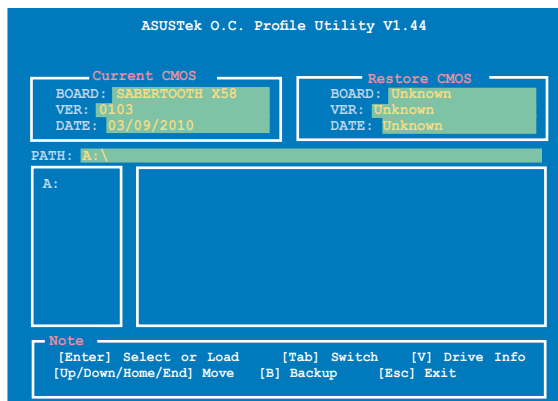 ASUSTek O.C. Profile Utility V1.44
Current CMOS
BOARD: SABERTOOTH X58
VER: 0103
DATE: 03/09/2010
Restore CMOS
BOARD: Unknown
VER: Unknown
DATE: Unknown
PATH: A:\
A:
Note
[Enter] Select or Load [Tab] Switch [V] Drive Info
[Up/Down/Home/End] Move [B] Backup [Esc] Exit